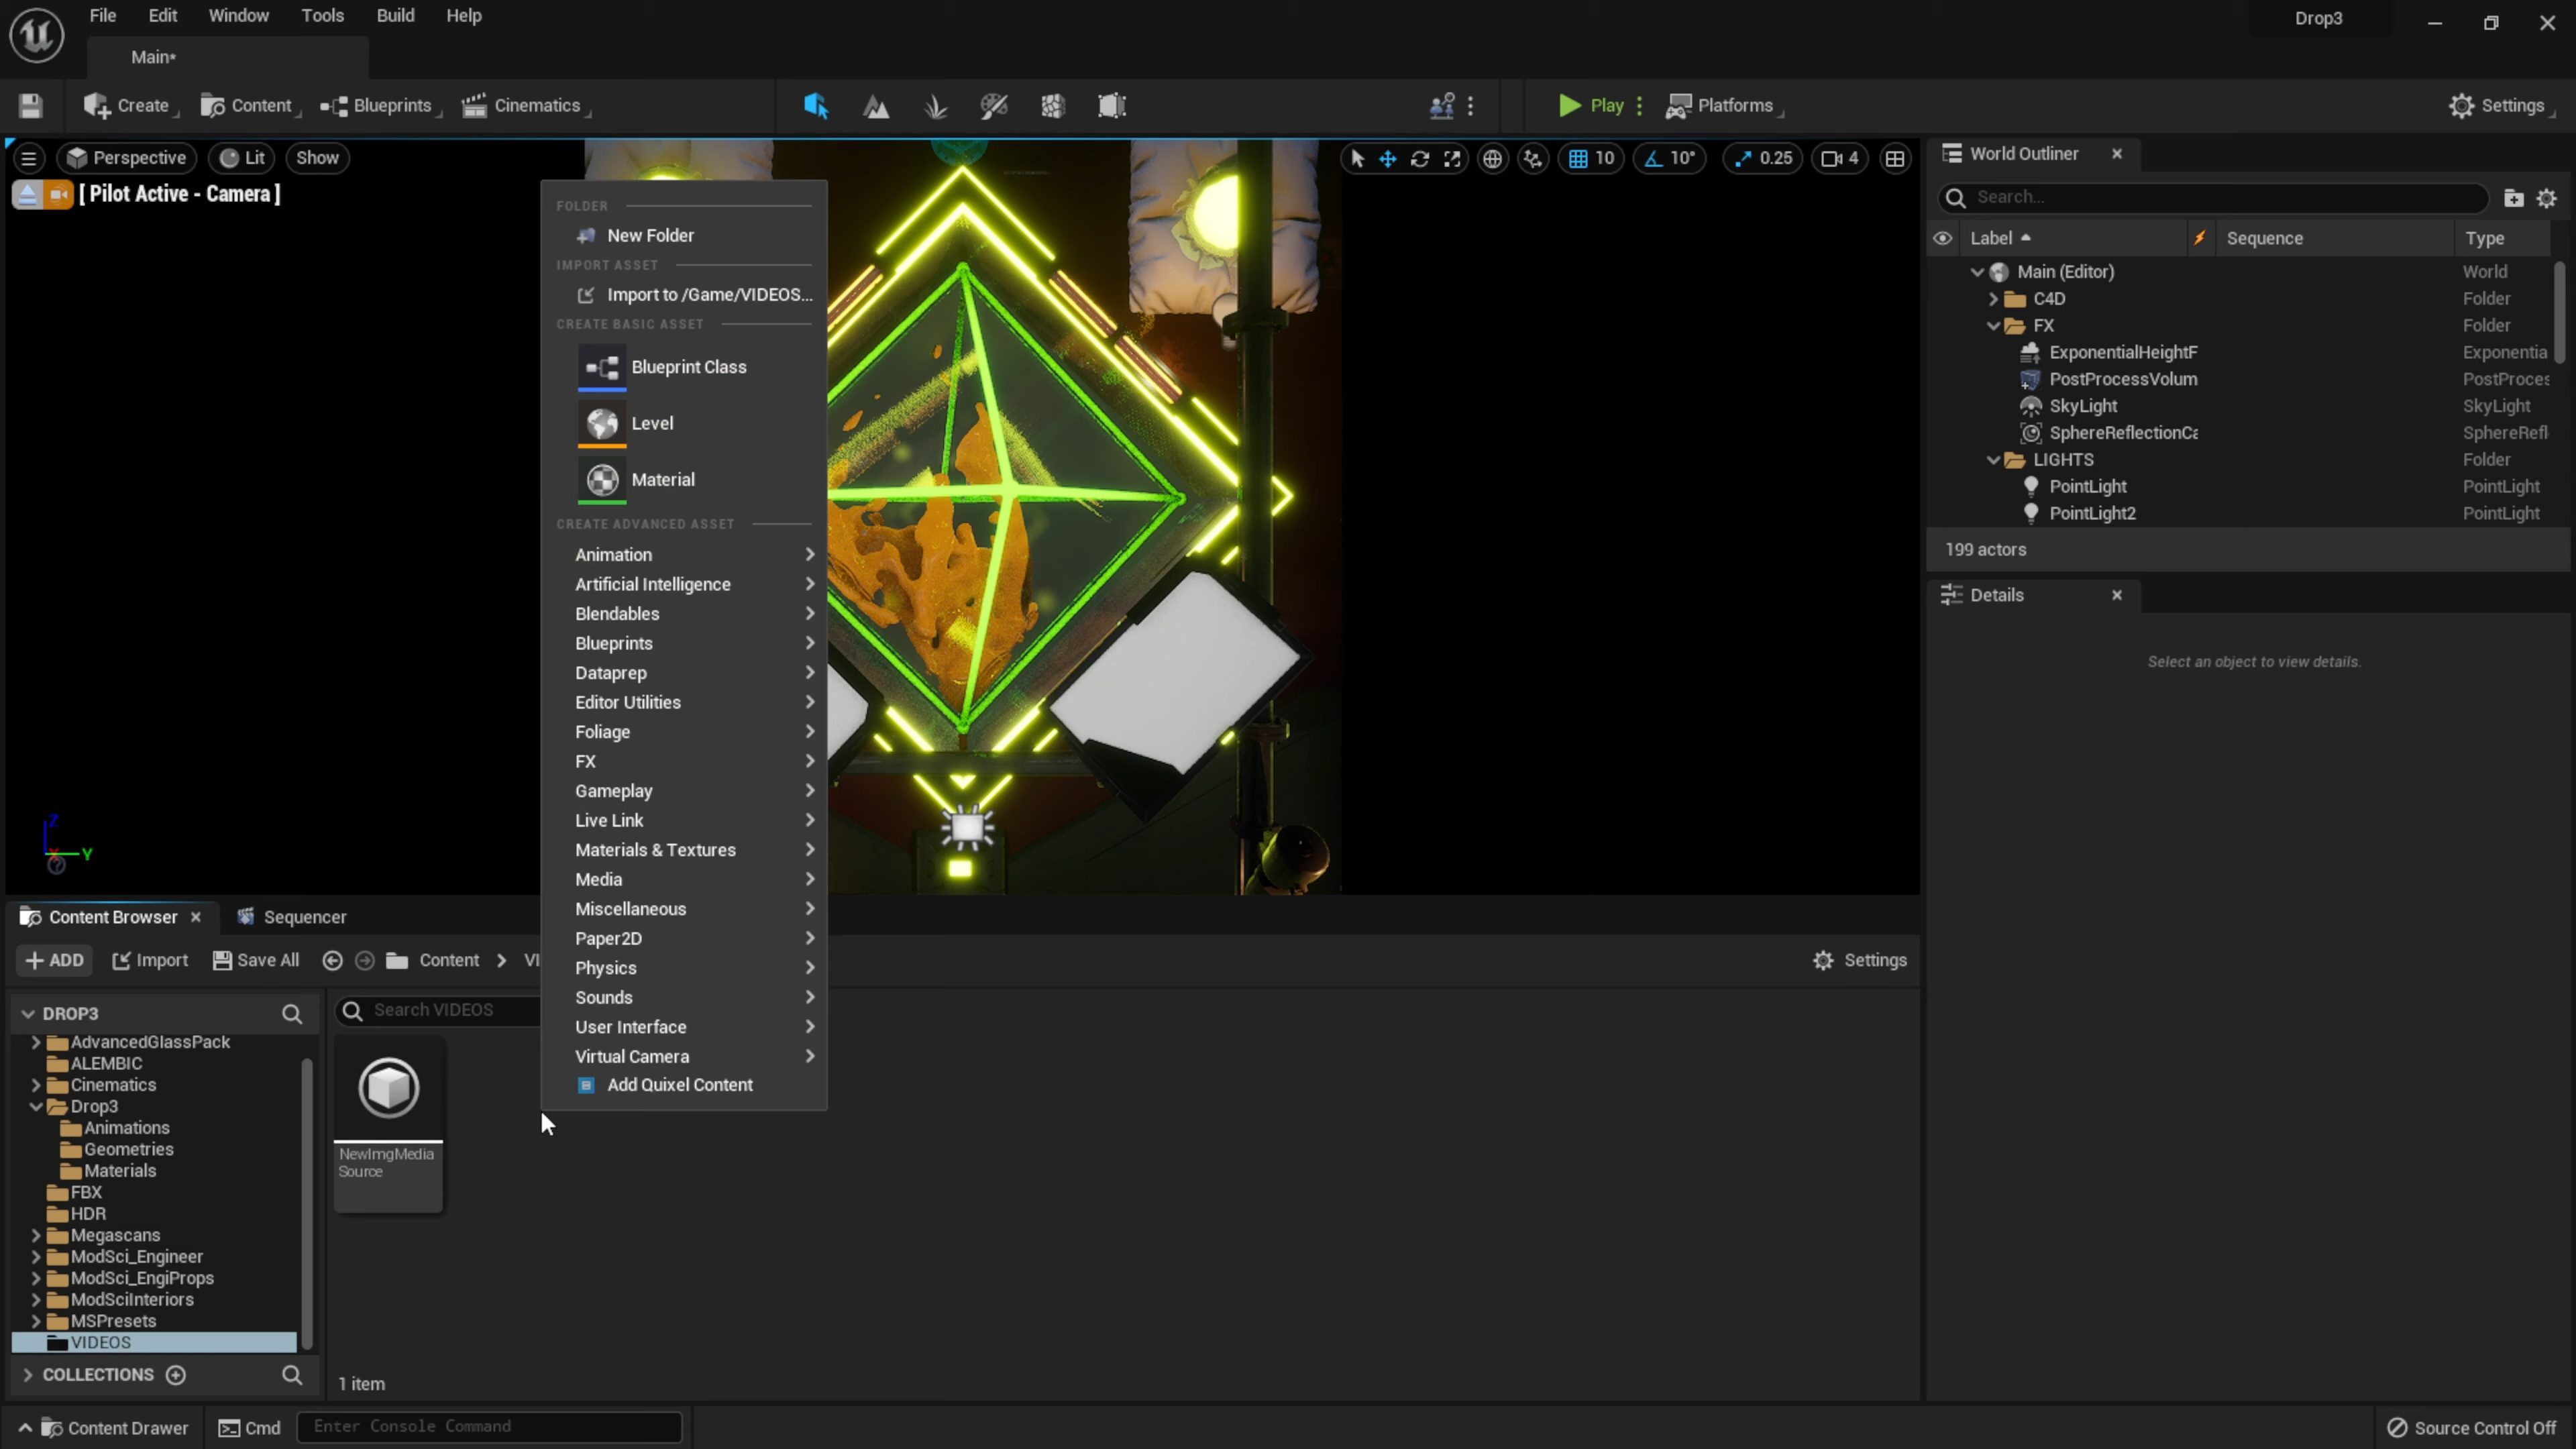 File Edit Window Tools Build Help
Drop3
Main*
Create Content Blueprints Cinematics
Play Platforms
Settings
Perspective Lit Show
[ Pilot Active - Camera ]
10 10° 0.25 4
FOLDER
New Folder
IMPORT ASSET
Import to /Game/VIDEOS...
CREATE BASIC ASSET
Blueprint Class
Level
Material
CREATE ADVANCED ASSET
Animation
Artificial Intelligence
Blendables
Blueprints
Dataprep
Editor Utilities
Foliage
FX
Gameplay
Live Link
Materials & Textures
Media
Miscellaneous
Paper2D
Physics
Sounds
User Interface
Virtual Camera
Add Quixel Content
Z
X Y
World Outliner
Search...
Label Sequence Type
Main (Editor) World
C4D Folder
FX Folder
ExponentialHeightF Exponentia
PostProcessVolum PostProces
SkyLight SkyLight
SphereReflectionCa SphereRefl
LIGHTS Folder
PointLight PointLight
PointLight2 PointLight
199 actors
Details
Select an object to view details.
Content Browser Sequencer
ADD Import Save All Content VI
Settings
DROP3
Search VIDEOS
AdvancedGlassPack
ALEMBIC
Cinematics
Drop3
Animations
Geometries
Materials
FBX
HDR
Megascans
ModSci_Engineer
ModSci_EngiProps
ModSciInteriors
MSPresets
VIDEOS
COLLECTIONS
NewImgMedia
Source
1 item
Content Drawer Cmd Enter Console Command
Source Control Off